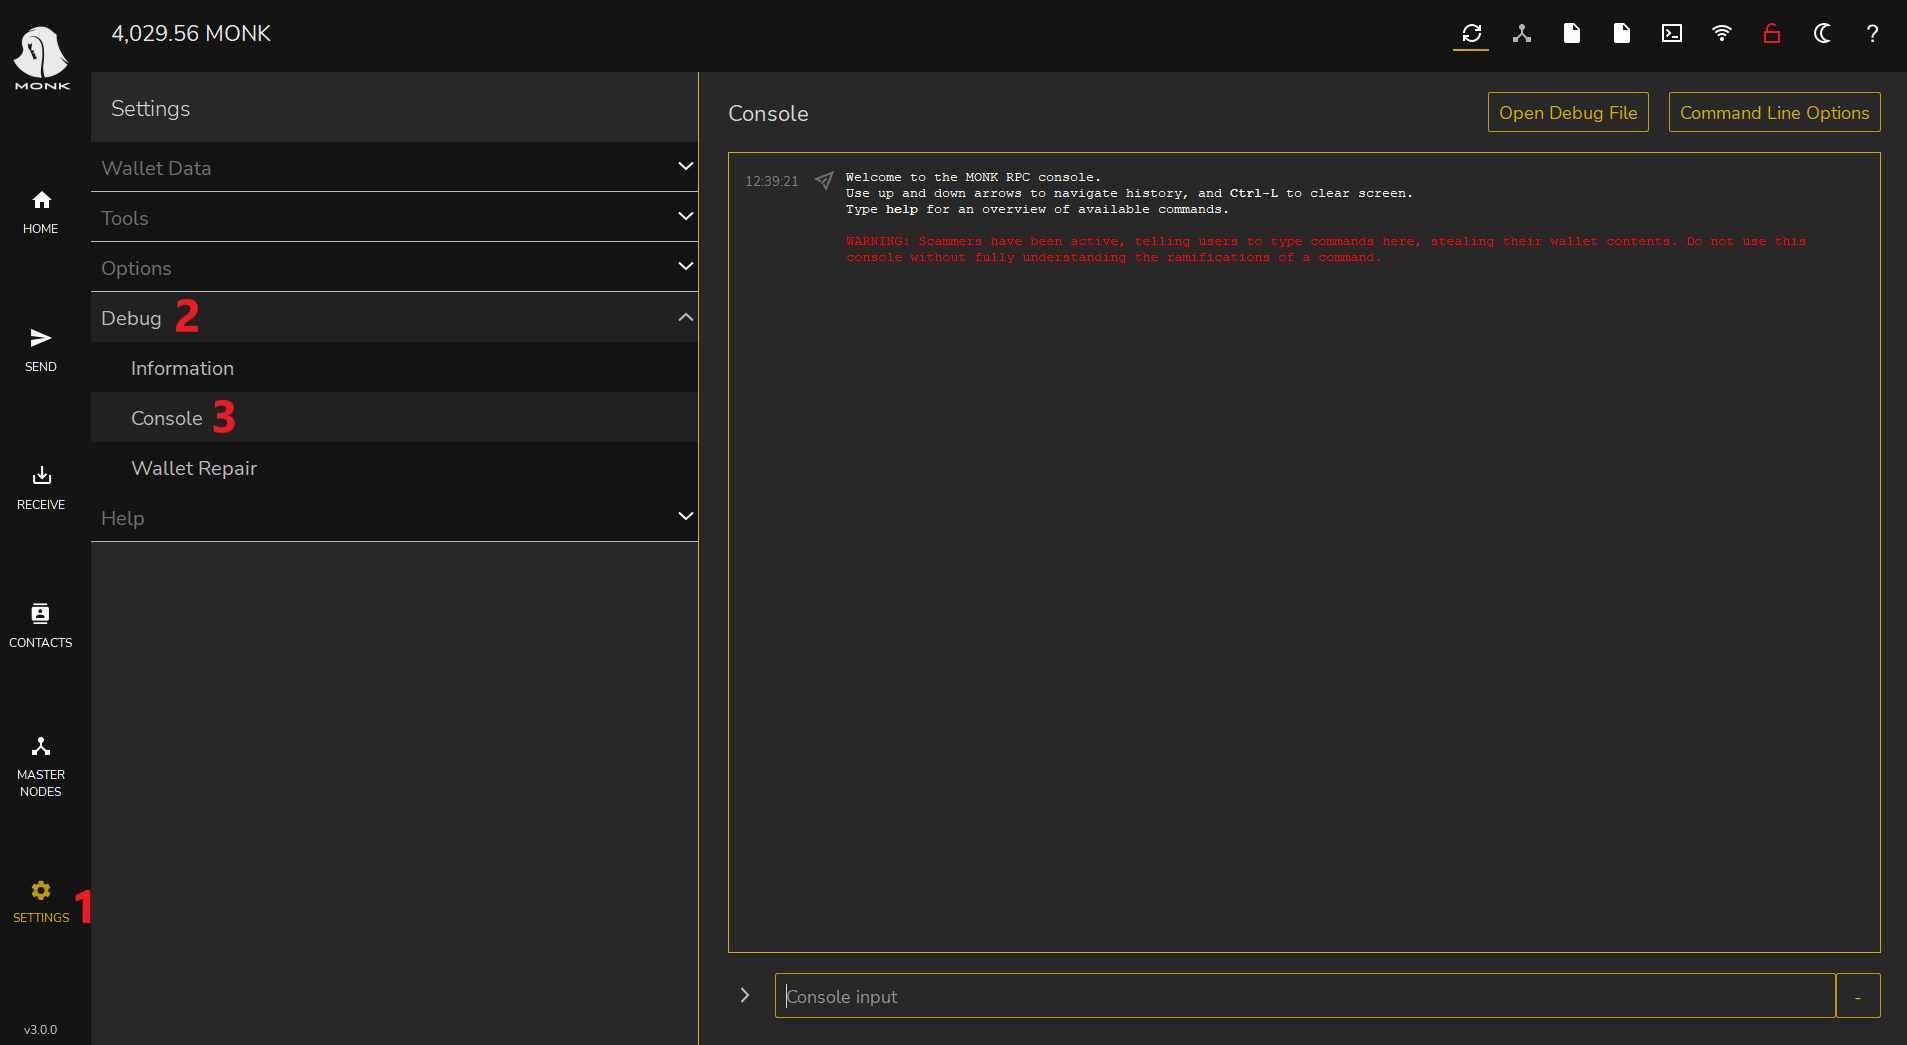 MONK
4,029.56 MONK
HOME
SEND
RECEIVE
CONTACTS
MASTER
NODES
SETTINGS
1
v3.0.0
Settings
Wallet Data
Tools
Options
Debug 2
Information
Console 3
Wallet Repair
Help
Console
Open Debug File
Command Line Options
12:39:21
Welcome to the MONK RPC console.
Use up and down arrows to navigate history, and Ctrl-L to clear screen.
Type help for an overview of available commands.
WARNING: Scammers have been active, telling users to type commands here, stealing their wallet contents. Do not use this
console without fully understanding the ramifications of a command.
Console input
-